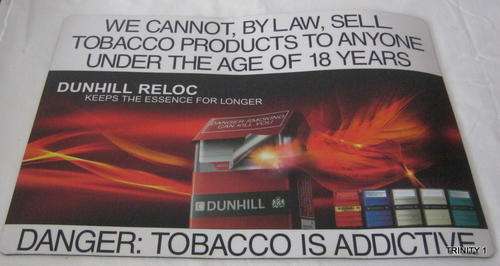 WE CANNOT, BY LAW, SELL
TOBACCO PRODUCTS TO ANYONE
UNDER THE AGE OF 18 YEARS
DUNHILL RELOC
KEEPS THE ESSENCE FOR LONGER
DANGER: SMOKING
CAN KILL YOU
DUNHILL
DANGER: TOBACCO IS ADDICTIVE
TRINITY 1